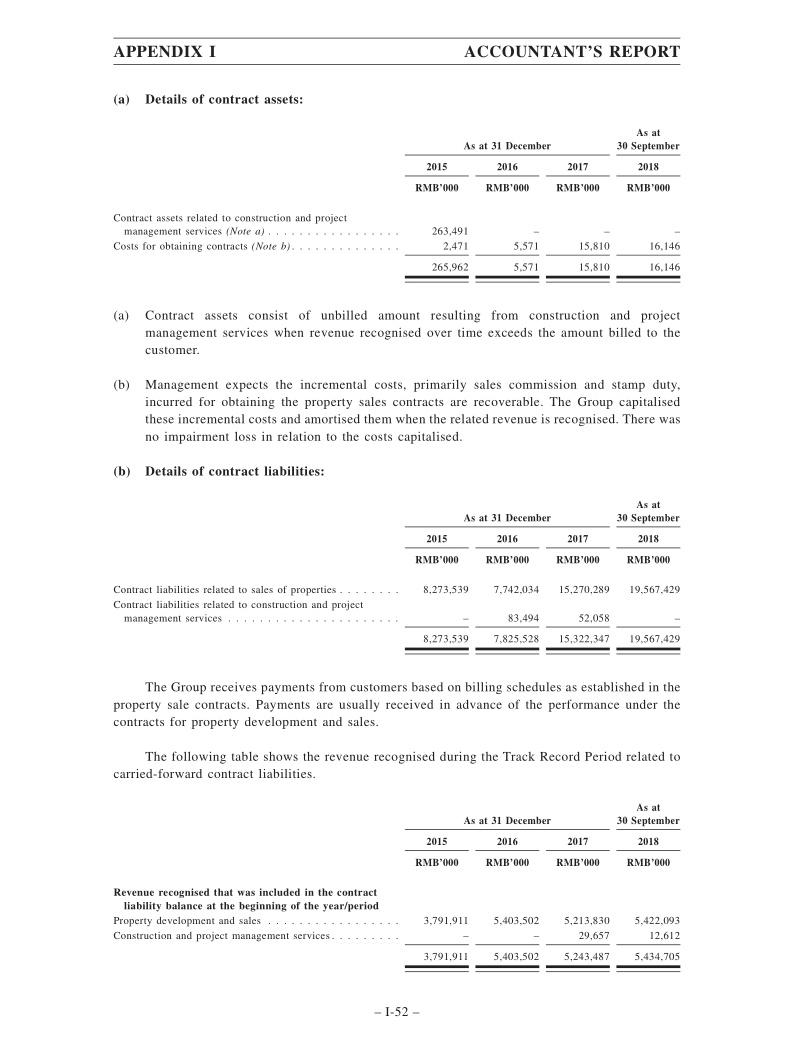 APPENDIX I ACCOUNTANT'S REPORT
(a) Details of contract assets:
As at
As at 31 December 30 September
2015 2016 2017 2018
RMB'000 RMB'000 RMB'000 RMB'000
Contract assets related to construction and project
management services (Note a) . . . . . . . . . . . . . . . . . 263,491 – – –
Costs for obtaining contracts (Note b) . . . . . . . . . . . . . . 2,471 5,571 15,810 16,146
265,962 5,571 15,810 16,146
(a) Contract assets consist of unbilled amount resulting from construction and project
management services when revenue recognised over time exceeds the amount billed to the
customer.
(b) Management expects the incremental costs, primarily sales commission and stamp duty,
incurred for obtaining the property sales contracts are recoverable. The Group capitalised
these incremental costs and amortised them when the related revenue is recognised. There was
no impairment loss in relation to the costs capitalised.
(b) Details of contract liabilities:
As at
As at 31 December 30 September
2015 2016 2017 2018
RMB'000 RMB'000 RMB'000 RMB'000
Contract liabilities related to sales of properties . . . . . . . . 8,273,539 7,742,034 15,270,289 19,567,429
Contract liabilities related to construction and project
management services . . . . . . . . . . . . . . . . . . . . . . – 83,494 52,058 –
8,273,539 7,825,528 15,322,347 19,567,429
The Group receives payments from customers based on billing schedules as established in the
property sale contracts. Payments are usually received in advance of the performance under the
contracts for property development and sales.
The following table shows the revenue recognised during the Track Record Period related to
carried-forward contract liabilities.
As at
As at 31 December 30 September
2015 2016 2017 2018
RMB'000 RMB'000 RMB'000 RMB'000
Revenue recognised that was included in the contract
liability balance at the beginning of the year/period
Property development and sales . . . . . . . . . . . . . . . . . 3,791,911 5,403,502 5,213,830 5,422,093
Construction and project management services . . . . . . . . . – – 29,657 12,612
3,791,911 5,403,502 5,243,487 5,434,705
– I-52 –